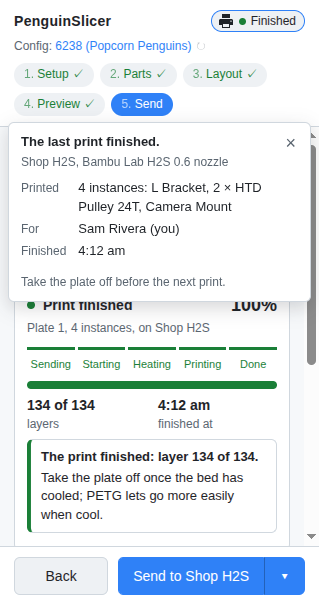 PenguinSlicer
Finished
Config: 6238 (Popcorn Penguins)
1. Setup ✓
2. Parts ✓
3. Layout ✓
4. Preview ✓
5. Send
The last print finished.
×
Shop H2S, Bambu Lab H2S 0.6 nozzle
Printed 4 instances: L Bracket, 2 × HTD
Pulley 24T, Camera Mount
For Sam Rivera (you)
Finished 4:12 am
Take the plate off before the next print.
Print finished 100%
Plate 1, 4 instances, on Shop H2S
Sending Starting Heating Printing Done
134 of 134 4:12 am
layers finished at
The print finished: layer 134 of 134.
Take the plate off once the bed has
cooled; PETG lets go more easily
when cool.
Back
Send to Shop H2S